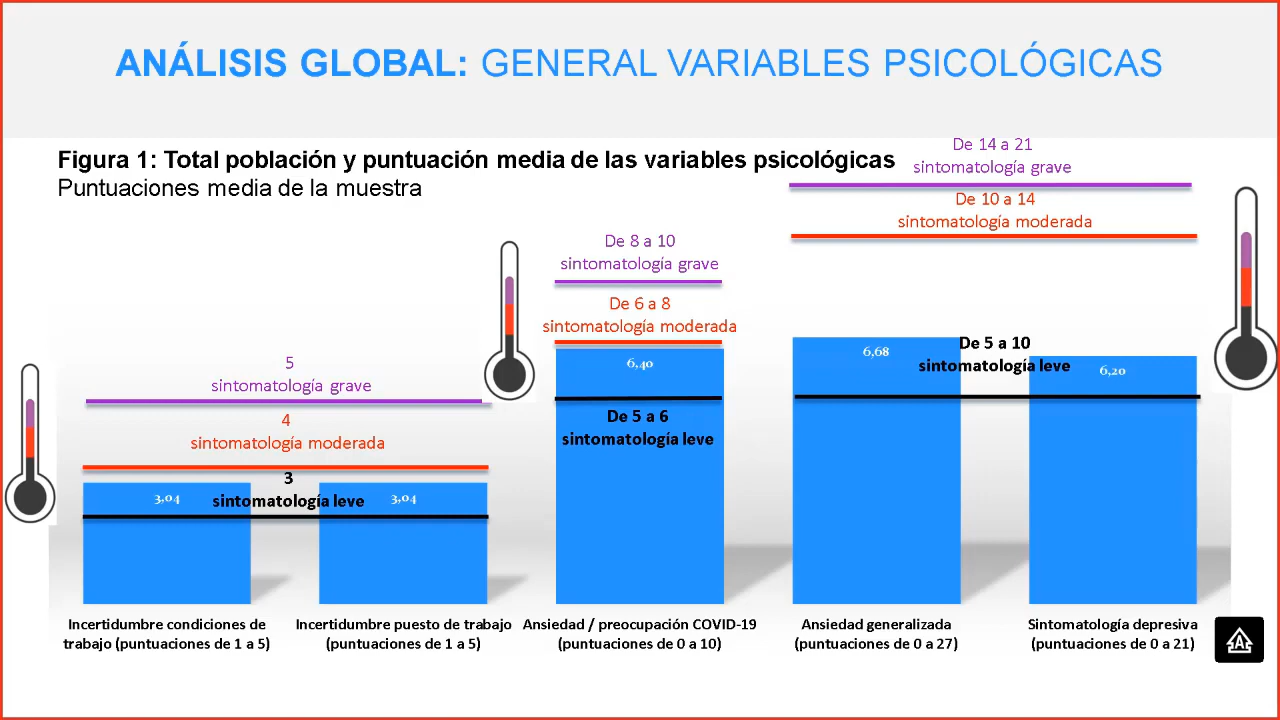 ANÁLISIS GLOBAL: GENERAL VARIABLES PSICOLÓGICAS
Figura 1: Total población y puntuación media de las variables psicológicas
Puntuaciones media de la muestra
De 14 a 21
sintomatología grave
De 10 a 14
sintomatología moderada
De 8 a 10
sintomatología grave
De 6 a 8
sintomatología moderada
5
sintomatología grave
4
sintomatología moderada
3
sintomatología leve
3,04
3,04
6,40
De 5 a 6
sintomatología leve
6,68
De 5 a 10
sintomatología leve
6,20
Incertidumbre condiciones de
trabajo (puntuaciones de 1 a 5)
Incertidumbre puesto de trabajo
(puntuaciones de 1 a 5)
Ansiedad / preocupación COVID-19
(puntuaciones de 0 a 10)
Ansiedad generalizada
(puntuaciones de 0 a 27)
Sintomatología depresiva
(puntuaciones de 0 a 21)
A